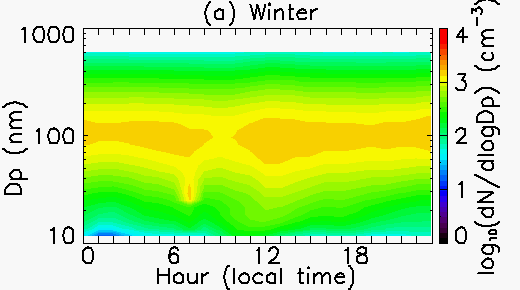 (a) Winter
1000
100
10
Dp (nm)
0 6 12 18
Hour (local time)
4
3
2
1
0
log₁₀(dN/dlogDp) (cm⁻³)